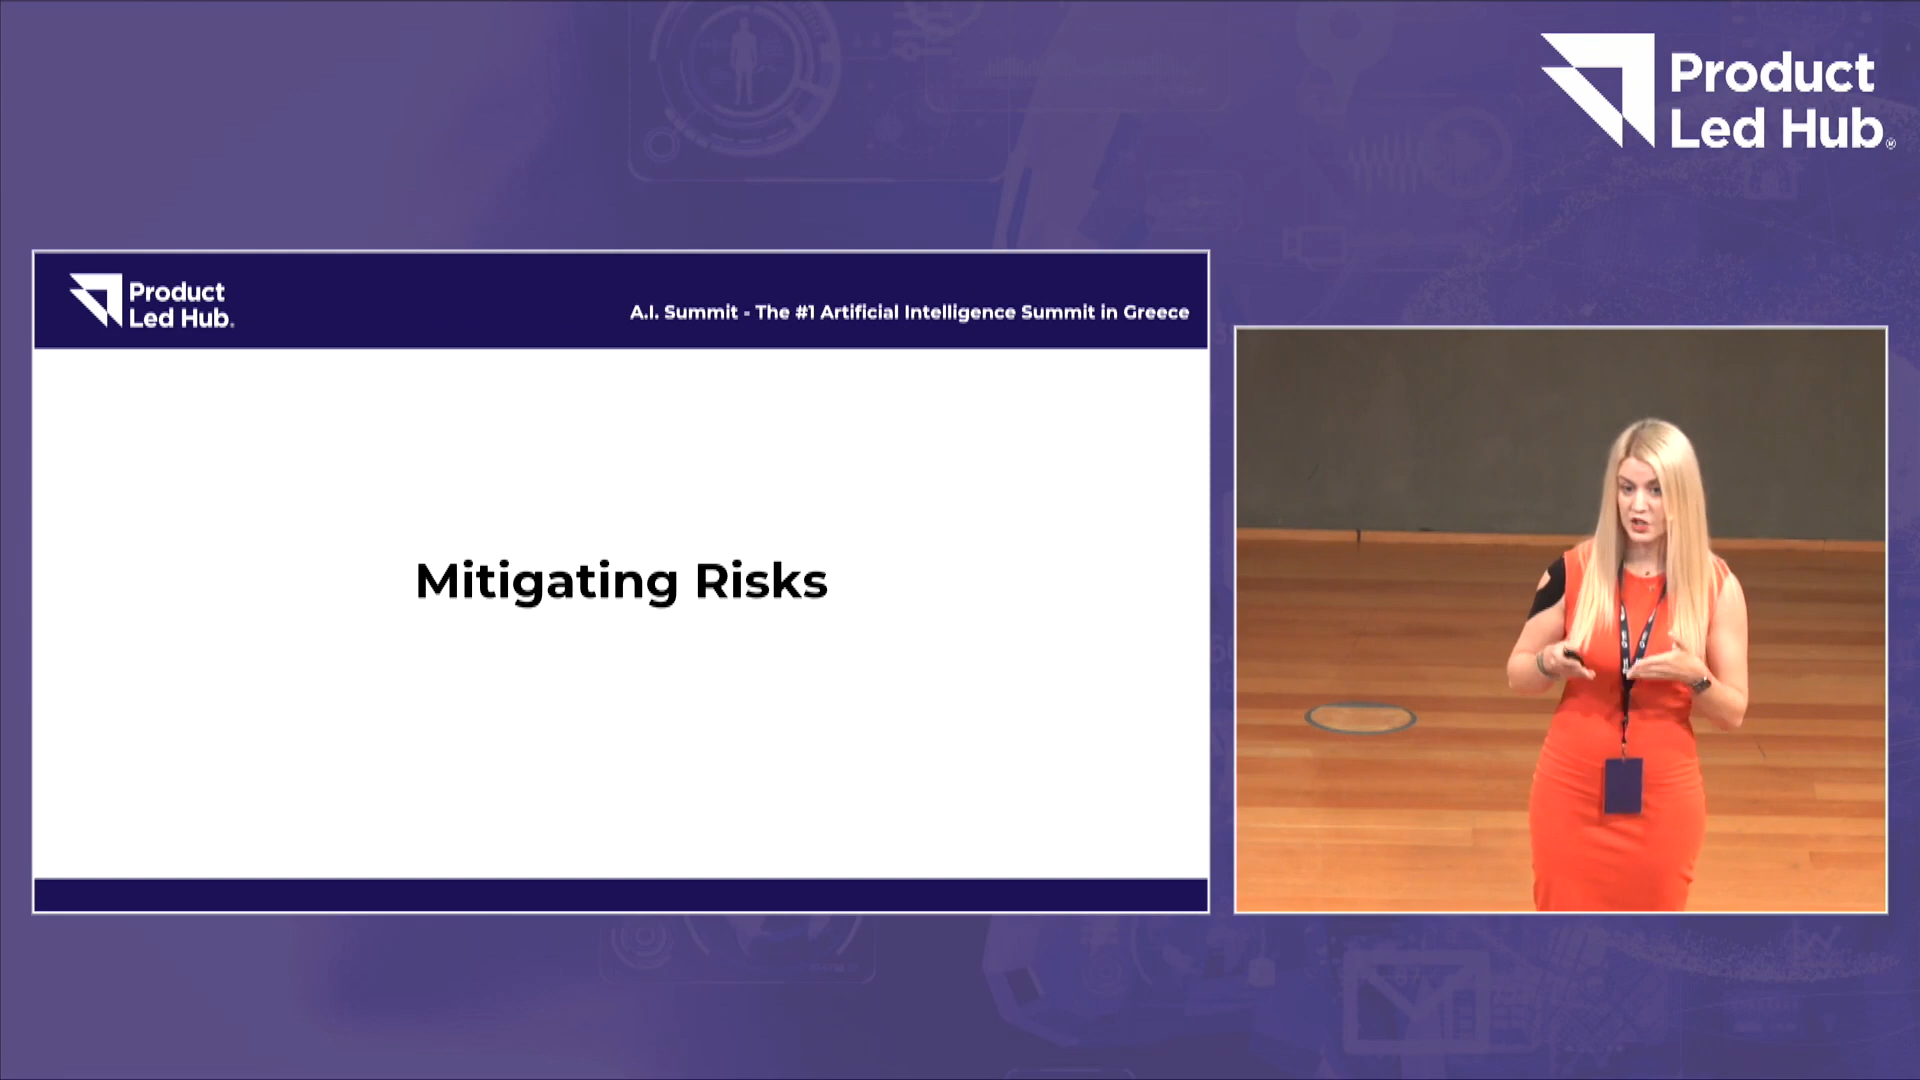 Product
Led Hub
Product
Led Hub.
A.I. Summit - The #1 Artificial Intelligence Summit in Greece
Mitigating Risks